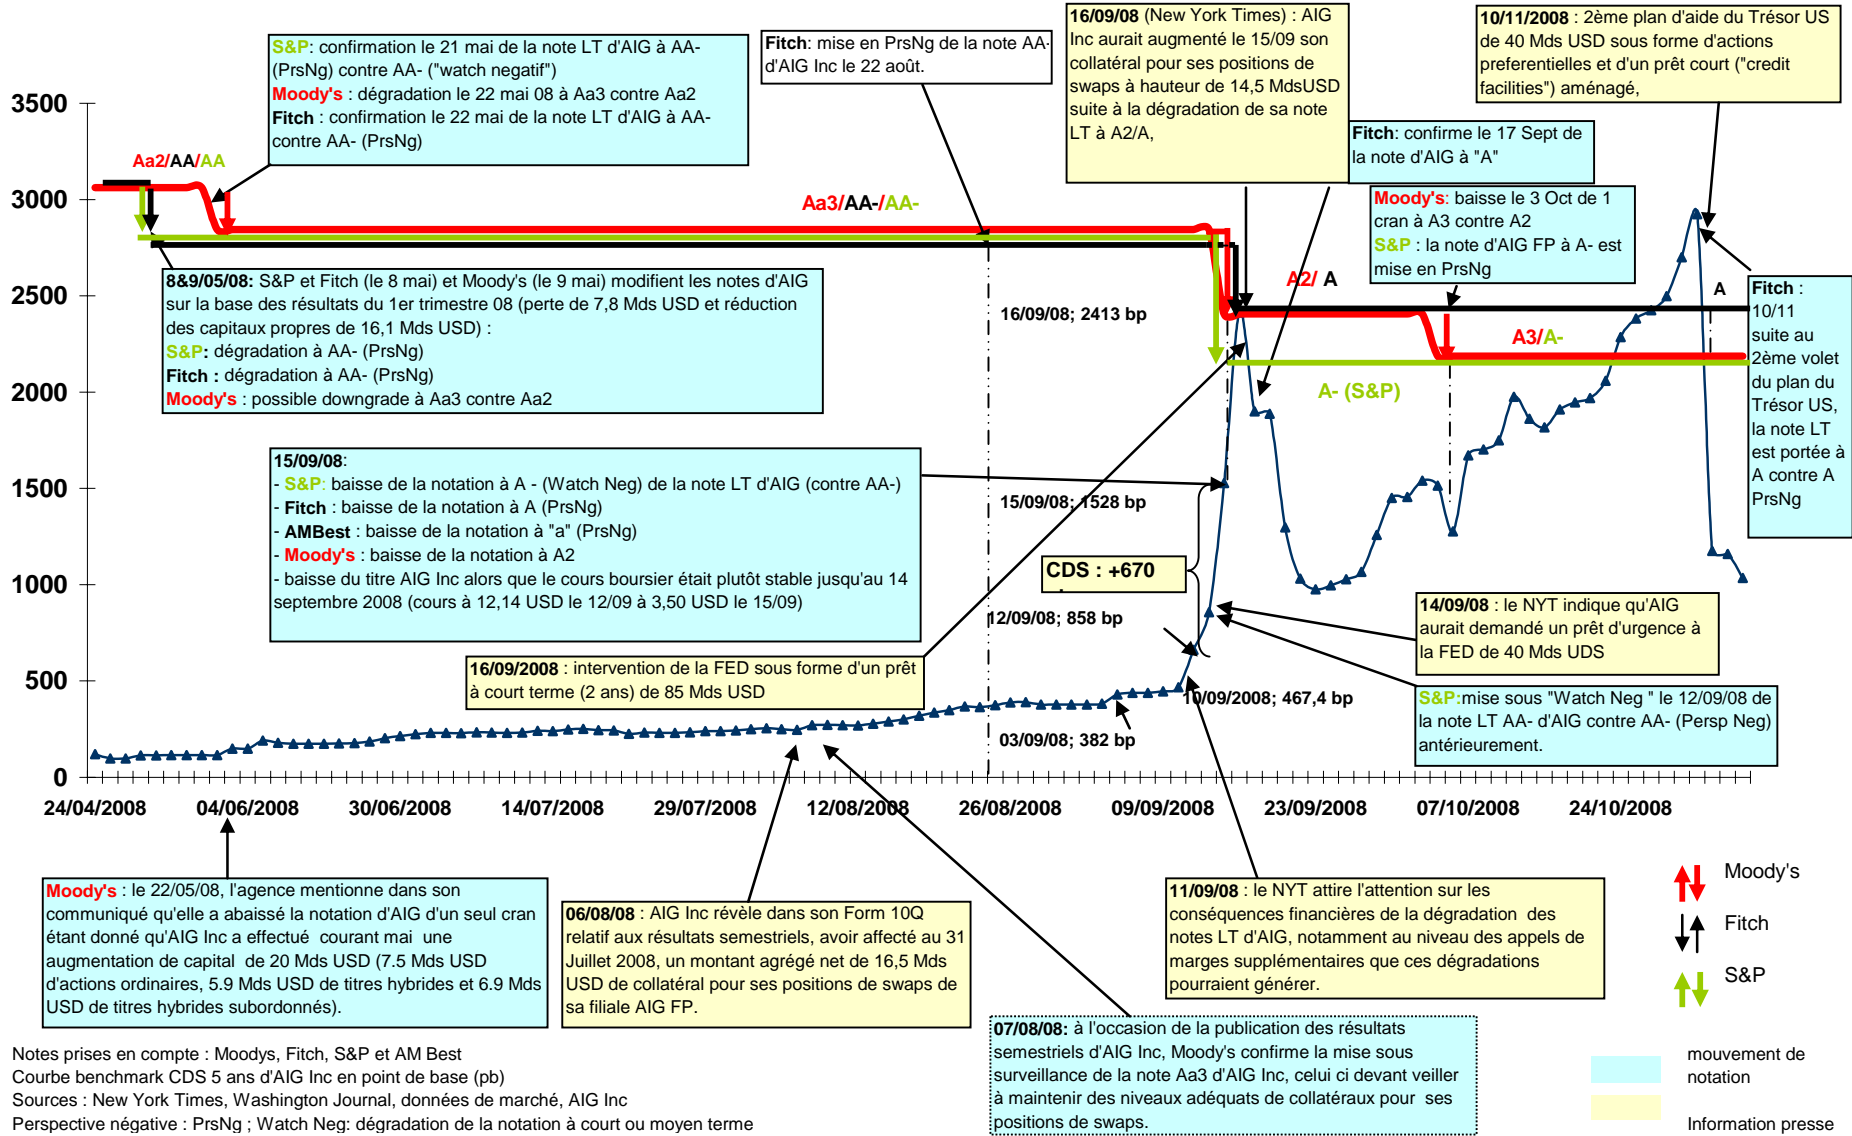 S&P: confirmation le 21 mai de la note LT d'AIG à AA-
(PrsNg) contre AA- ("watch negatif")
Moody's : dégradation le 22 mai 08 à Aa3 contre Aa2
Fitch : confirmation le 22 mai de la note LT d'AIG à AA-
contre AA- (PrsNg)
Fitch: mise en PrsNg de la note AA-
d'AIG Inc le 22 août.
16/09/08 (New York Times) : AIG
Inc aurait augmenté le 15/09 son
collatéral pour ses positions de
swaps à hauteur de 14,5 MdsUSD
suite à la dégradation de sa note
LT à A2/A,
10/11/2008 : 2ème plan d'aide du Trésor US
de 40 Mds USD sous forme d'actions
preferentielles et d'un prêt court ("credit
facilities") aménagé,
Fitch: confirme le 17 Sept de
la note d'AIG à "A"
Moody's: baisse le 3 Oct de 1
cran à A3 contre A2
S&P : la note d'AIG FP à A- est
mise en PrsNg
3500
3000
2500
2000
1500
1000
500
0
Aa2/AA/AA
Aa3/AA-/AA-
A2/ A
A
A3/A-
A- (S&P)
8&9/05/08: S&P et Fitch (le 8 mai) et Moody's (le 9 mai) modifient les notes d'AIG
sur la base des résultats du 1er trimestre 08 (perte de 7,8 Mds USD et réduction
des capitaux propres de 16,1 Mds USD) :
S&P: dégradation à AA- (PrsNg)
Fitch : dégradation à AA- (PrsNg)
Moody's : possible downgrade à Aa3 contre Aa2
Fitch :
10/11
suite au
2ème volet
du plan du
Trésor US,
la note LT
est portée à
A contre A
PrsNg
16/09/08; 2413 bp
15/09/08:
- S&P: baisse de la notation à A - (Watch Neg) de la note LT d'AIG (contre AA-)
- Fitch : baisse de la notation à A (PrsNg)
- AMBest : baisse de la notation à "a" (PrsNg)
- Moody's : baisse de la notation à A2
- baisse du titre AIG Inc alors que le cours boursier était plutôt stable jusqu'au 14
septembre 2008 (cours à 12,14 USD le 12/09 à 3,50 USD le 15/09)
15/09/08; 1528 bp
CDS : +670
12/09/08; 858 bp
14/09/08 : le NYT indique qu'AIG
aurait demandé un prêt d'urgence à
la FED de 40 Mds UDS
16/09/2008 : intervention de la FED sous forme d'un prêt
à court terme (2 ans) de 85 Mds USD
10/09/2008; 467,4 bp
S&P:mise sous "Watch Neg " le 12/09/08 de
la note LT AA- d'AIG contre AA- (Persp Neg)
antérieurement.
03/09/08; 382 bp
24/04/2008 04/06/2008 30/06/2008 14/07/2008 29/07/2008 12/08/2008 26/08/2008 09/09/2008 23/09/2008 07/10/2008 24/10/2008
Moody's : le 22/05/08, l'agence mentionne dans son
communiqué qu'elle a abaissé la notation d'AIG d'un seul cran
étant donné qu'AIG Inc a effectué courant mai une
augmentation de capital de 20 Mds USD (7.5 Mds USD
d'actions ordinaires, 5.9 Mds USD de titres hybrides et 6.9 Mds
USD de titres hybrides subordonnés).
06/08/08 : AIG Inc révèle dans son Form 10Q
relatif aux résultats semestriels, avoir affecté au 31
Juillet 2008, un montant agrégé net de 16,5 Mds
USD de collatéral pour ses positions de swaps de
sa filiale AIG FP.
11/09/08 : le NYT attire l'attention sur les
conséquences financières de la dégradation des
notes LT d'AIG, notamment au niveau des appels de
marges supplémentaires que ces dégradations
pourraient générer.
07/08/08: à l'occasion de la publication des résultats
semestriels d'AIG Inc, Moody's confirme la mise sous
surveillance de la note Aa3 d'AIG Inc, celui ci devant veiller
à maintenir des niveaux adéquats de collatéraux pour ses
positions de swaps.
Moody's
Fitch
S&P
mouvement de
notation
Information presse
Notes prises en compte : Moodys, Fitch, S&P et AM Best
Courbe benchmark CDS 5 ans d'AIG Inc en point de base (pb)
Sources : New York Times, Washington Journal, données de marché, AIG Inc
Perspective négative : PrsNg ; Watch Neg: dégradation de la notation à court ou moyen terme